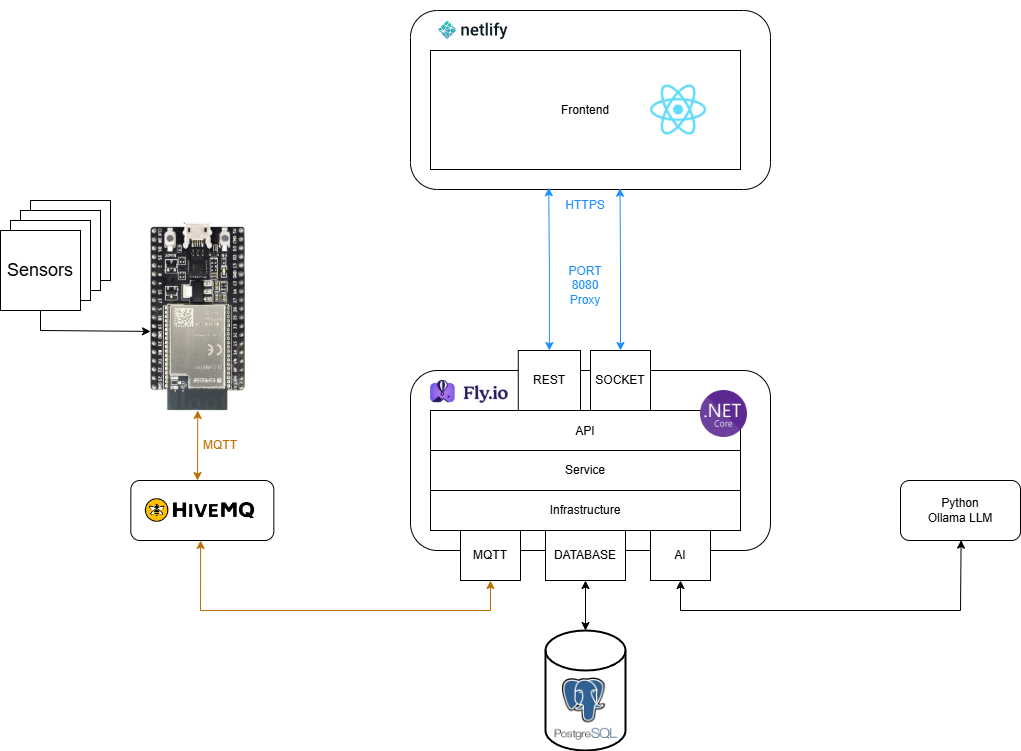 netlify
Frontend
HTTPS
PORT
8080
Proxy
Sensors
MQTT
HIVEMQ
REST
SOCKET
Fly.io
.NET
Core
API
Service
Infrastructure
MQTT
DATABASE
AI
Python
Ollama LLM
PostgreSQL